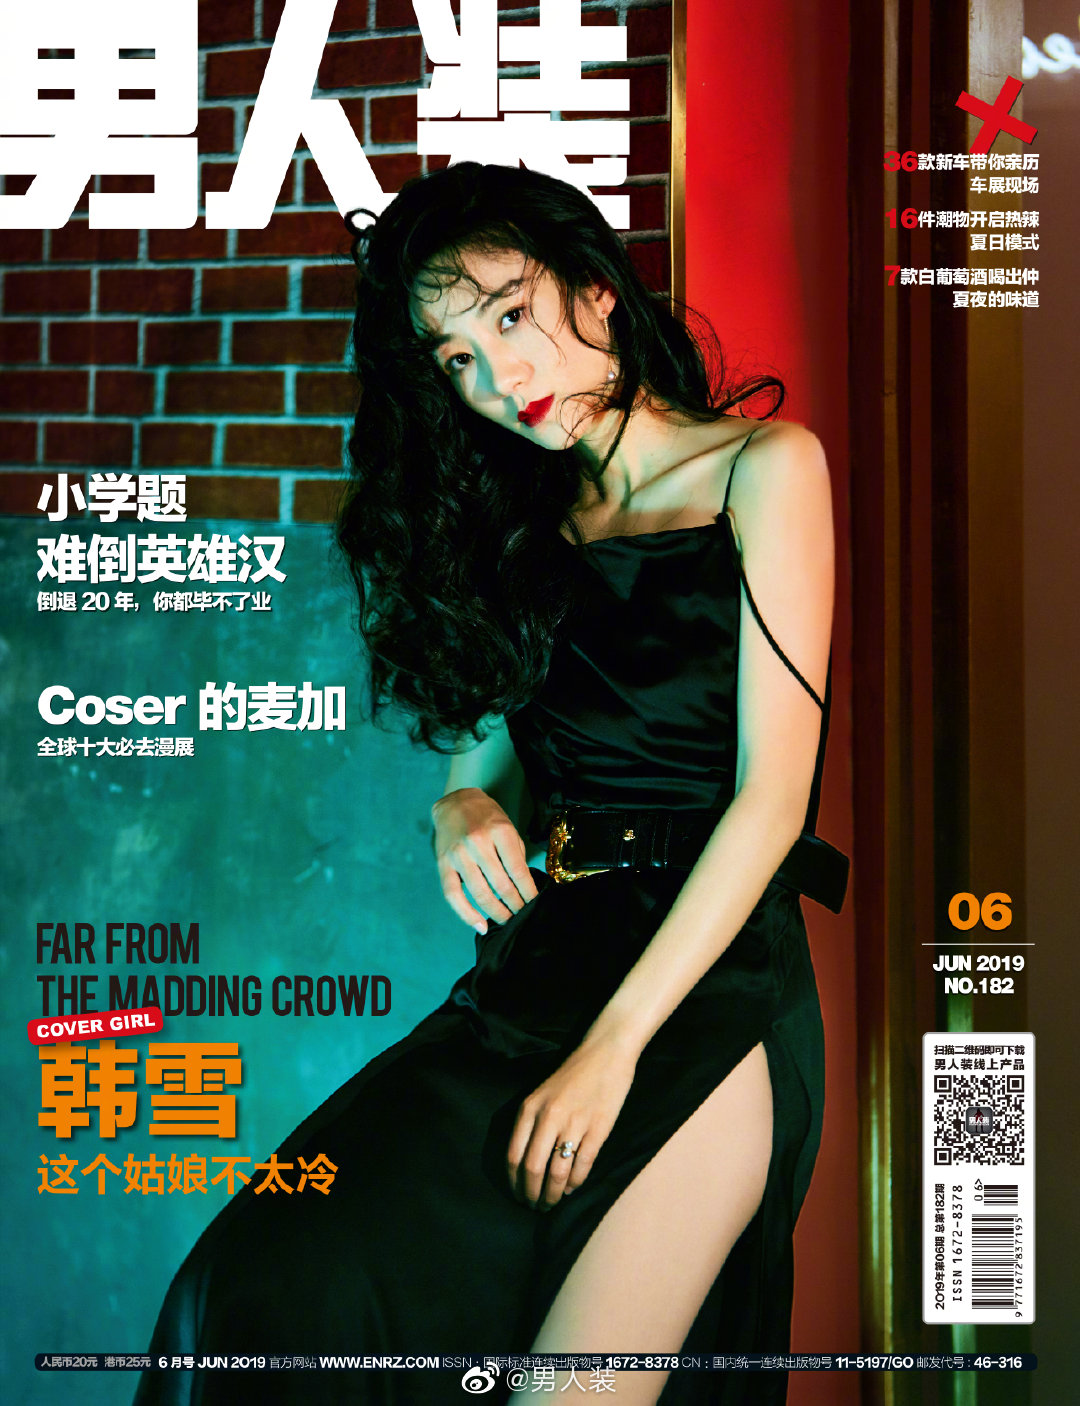 男人装
36款新车带你亲历
车展现场
16件潮物开启热辣
夏日模式
7款白葡萄酒喝出仲
夏夜的味道
小学题
难倒英雄汉
倒退 20 年，你都毕不了业
Coser 的麦加
全球十大必去漫展
FAR FROM
THE MADDING CROWD
COVER GIRL
韩雪
这个姑娘不太冷
06
JUN 2019
NO.182
扫描二维码即可下载
男人装线上产品
男人装
2019年第06期 总第182期
ISSN 1672-8378
06>
9 771672 837195
人民币20元 港币25元 6 月号 JUN 2019 官方网站 WWW.ENRZ.COM ISSN：国际标准连续出版物号 1672-8378 CN：国内统一连续出版物号 11-5197/GO 邮发代号：46-316
@男人装